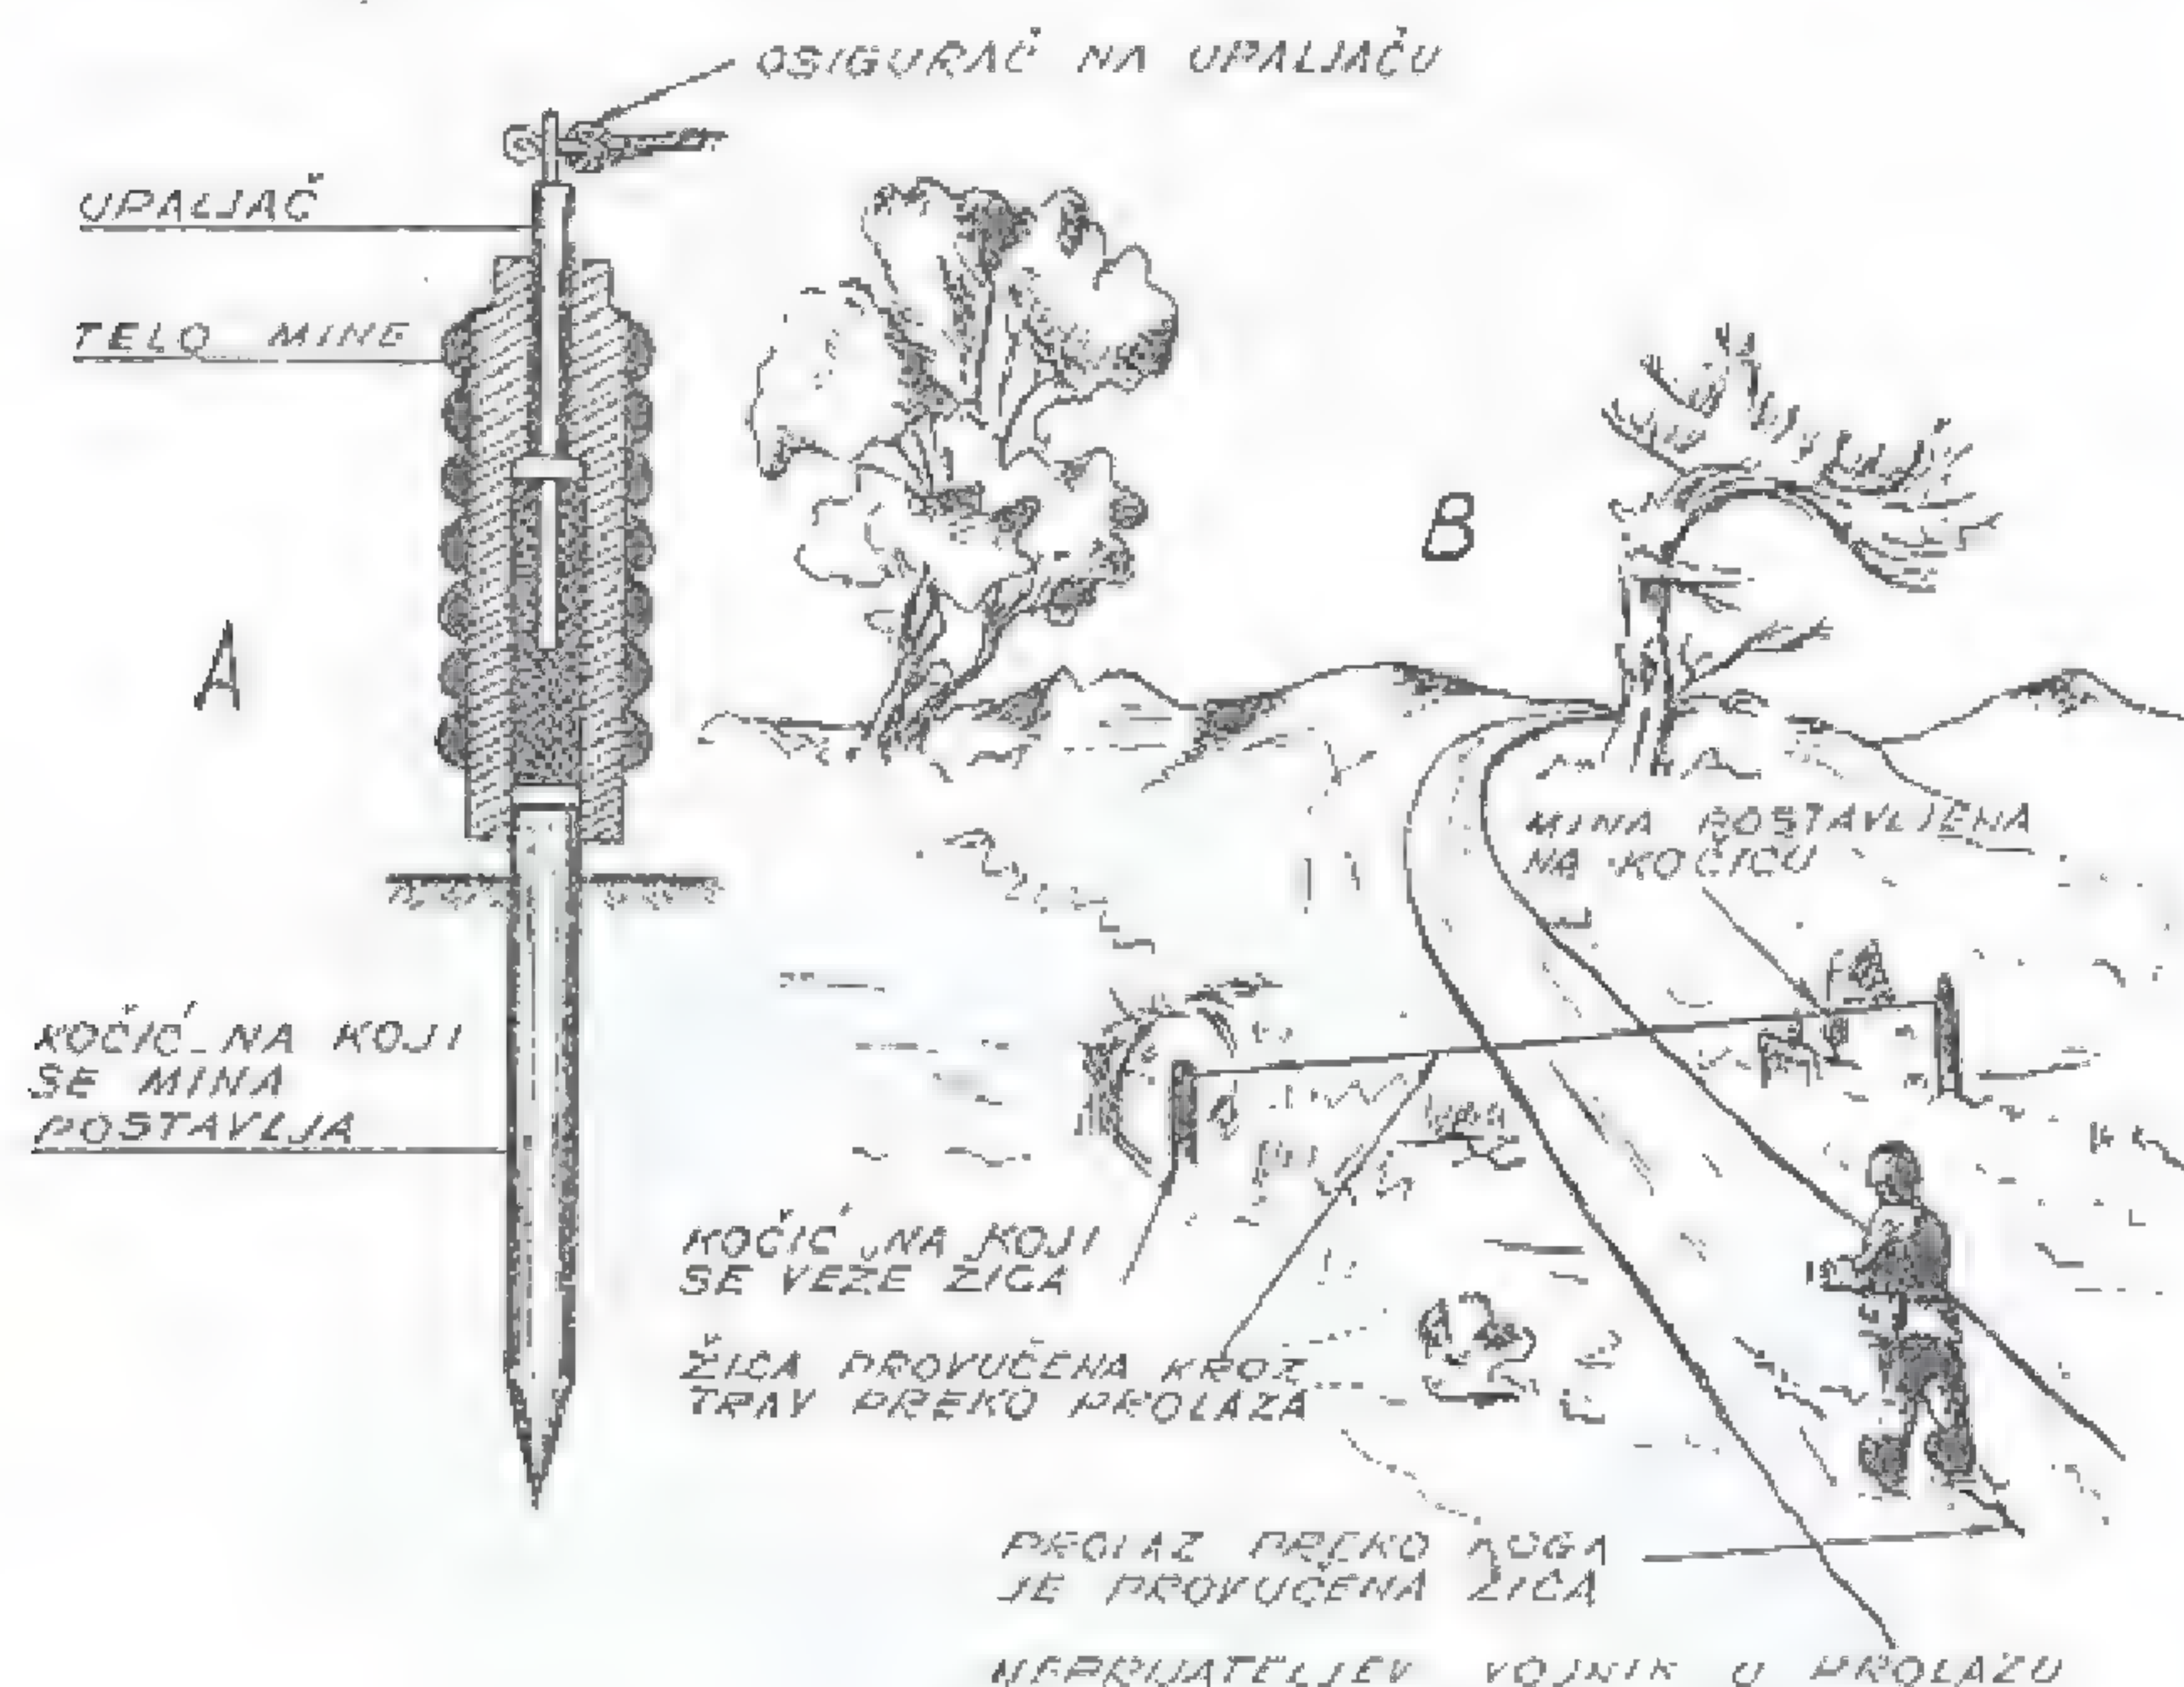 OSIGURAČ NA UPALJAČU
UPALJAČ
TELO MINE
A
B
KOČIĆ NA KOJI
SE MINA
POSTAVLJA
MINA POSTAVLJENA
NA KOČIĆU
KOČIĆ NA KOJI
SE VEŽE ŽICA
ŽICA PROVUČENA KROZ
TRAV PREKO PROLAZA
PROLAZ PREKO KOGA
JE PROVUČENA ŽICA
NEPRIJATELJEV VOJNIK U PROLAZU